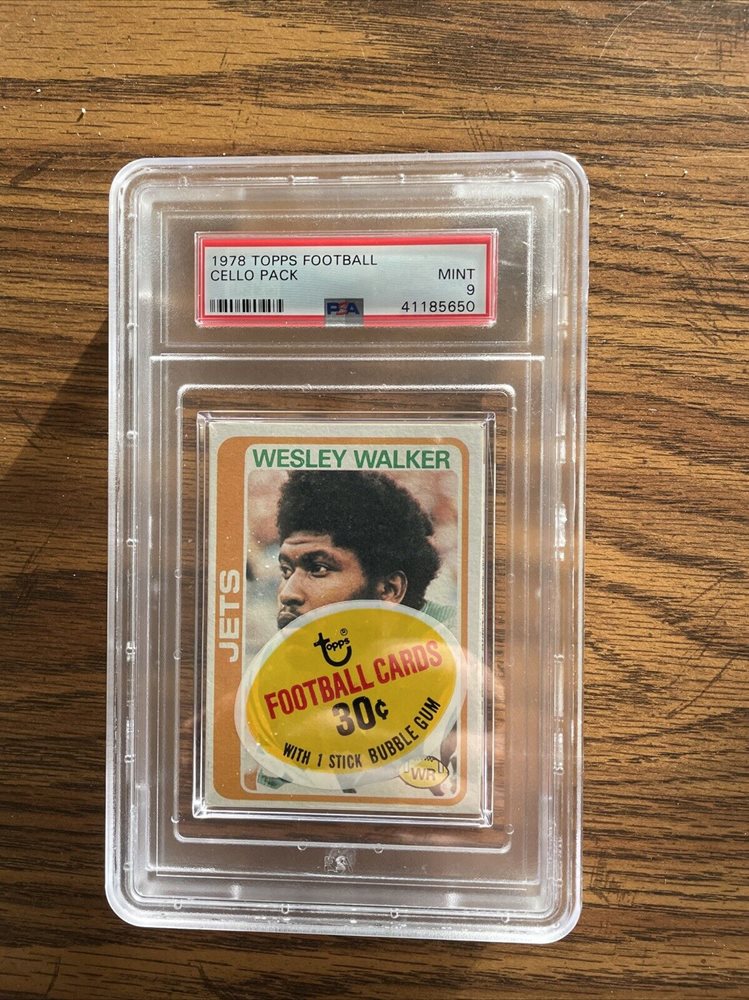 1978 TOPPS FOOTBALL
CELLO PACK
MINT
9
PSA
41185650
WESLEY WALKER
JETS
topps®
FOOTBALL CARDS
30¢
WITH 1 STICK BUBBLE GUM
WR